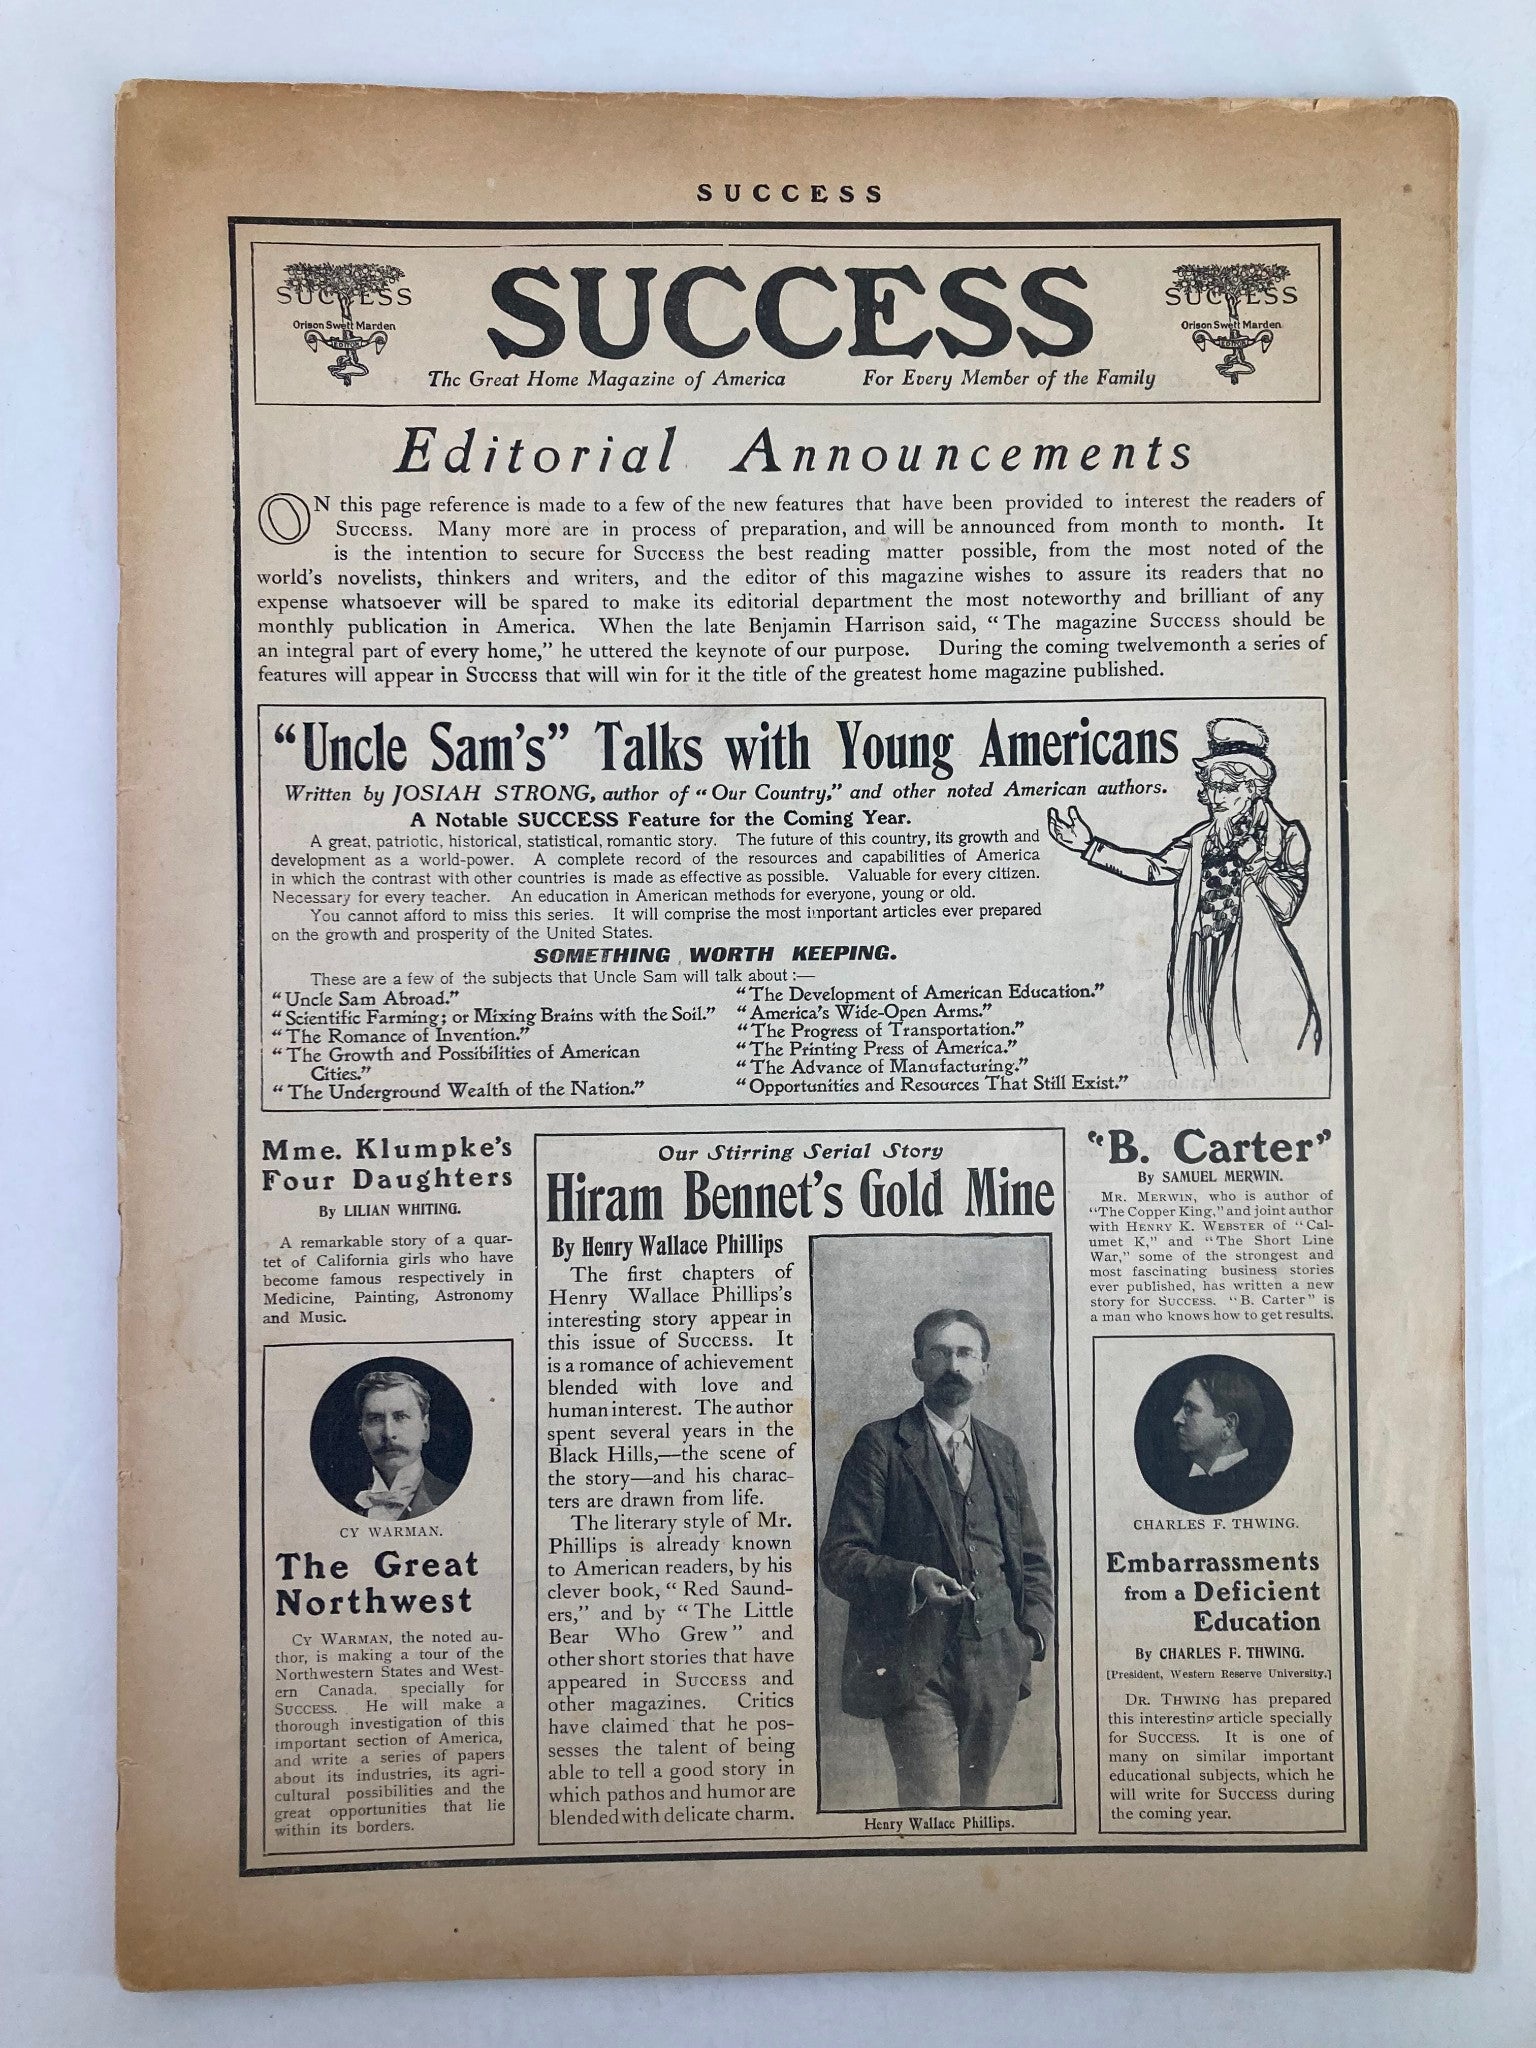 SUCCESS
SUCCESS
Orison Swett Marden
EDITOR
SUCCESS
The Great Home Magazine of America For Every Member of the Family
SUCCESS
Orison Swett Marden
EDITOR
Editorial Announcements
ON this page reference is made to a few of the new features that have been provided to interest the readers of
SUCCESS. Many more are in process of preparation, and will be announced from month to month. It
is the intention to secure for SUCCESS the best reading matter possible, from the most noted of the
world's novelists, thinkers and writers, and the editor of this magazine wishes to assure its readers that no
expense whatsoever will be spared to make its editorial department the most noteworthy and brilliant of any
monthly publication in America. When the late Benjamin Harrison said, "The magazine SUCCESS should be
an integral part of every home," he uttered the keynote of our purpose. During the coming twelvemonth a series of
features will appear in SUCCESS that will win for it the title of the greatest home magazine published.
"Uncle Sam's" Talks with Young Americans
Written by JOSIAH STRONG, author of "Our Country," and other noted American authors.
A Notable SUCCESS Feature for the Coming Year.
A great, patriotic, historical, statistical, romantic story. The future of this country, its growth and
development as a world-power. A complete record of the resources and capabilities of America
in which the contrast with other countries is made as effective as possible. Valuable for every citizen.
Necessary for every teacher. An education in American methods for everyone, young or old.
You cannot afford to miss this series. It will comprise the most important articles ever prepared
on the growth and prosperity of the United States.
SOMETHING WORTH KEEPING.
These are a few of the subjects that Uncle Sam will talk about:—
"Uncle Sam Abroad."
"Scientific Farming; or Mixing Brains with the Soil."
"The Romance of Invention."
"The Growth and Possibilities of American
Cities."
"The Underground Wealth of the Nation."
"The Development of American Education."
"America's Wide-Open Arms."
"The Progress of Transportation."
"The Printing Press of America."
"The Advance of Manufacturing."
"Opportunities and Resources That Still Exist."
Mme. Klumpke's
Four Daughters
By LILIAN WHITING.
A remarkable story of a quar-
tet of California girls who have
become famous respectively in
Medicine, Painting, Astronomy
and Music.
CY WARMAN.
The Great
Northwest
CY WARMAN, the noted au-
thor, is making a tour of the
Northwestern States and West-
ern Canada, specially for
SUCCESS. He will make a
thorough investigation of this
important section of America,
and write a series of papers
about its industries, its agri-
cultural possibilities and the
great opportunities that lie
within its borders.
Our Stirring Serial Story
Hiram Bennet's Gold Mine
By Henry Wallace Phillips
The first chapters of
Henry Wallace Phillips's
interesting story appear in
this issue of SUCCESS. It
is a romance of achievement
blended with love and
human interest. The author
spent several years in the
Black Hills,—the scene of
the story—and his charac-
ters are drawn from life.
The literary style of Mr.
Phillips is already known
to American readers, by his
clever book, "Red Saund-
ers," and by "The Little
Bear Who Grew" and
other short stories that have
appeared in SUCCESS and
other magazines. Critics
have claimed that he pos-
sesses the talent of being
able to tell a good story in
which pathos and humor are
blended with delicate charm.
Henry Wallace Phillips.
"B. Carter"
By SAMUEL MERWIN.
MR. MERWIN, who is author of
"The Copper King," and joint author
with HENRY K. WEBSTER of "Cal-
umet K," and "The Short Line
War," some of the strongest and
most fascinating business stories
ever published, has written a new
story for SUCCESS. "B. Carter" is
a man who knows how to get results.
CHARLES F. THWING.
Embarrassments
from a Deficient
Education
By CHARLES F. THWING.
[President, Western Reserve University.]
DR. THWING has prepared
this interesting article specially
for SUCCESS. It is one of
many on similar important
educational subjects, which he
will write for SUCCESS during
the coming year.